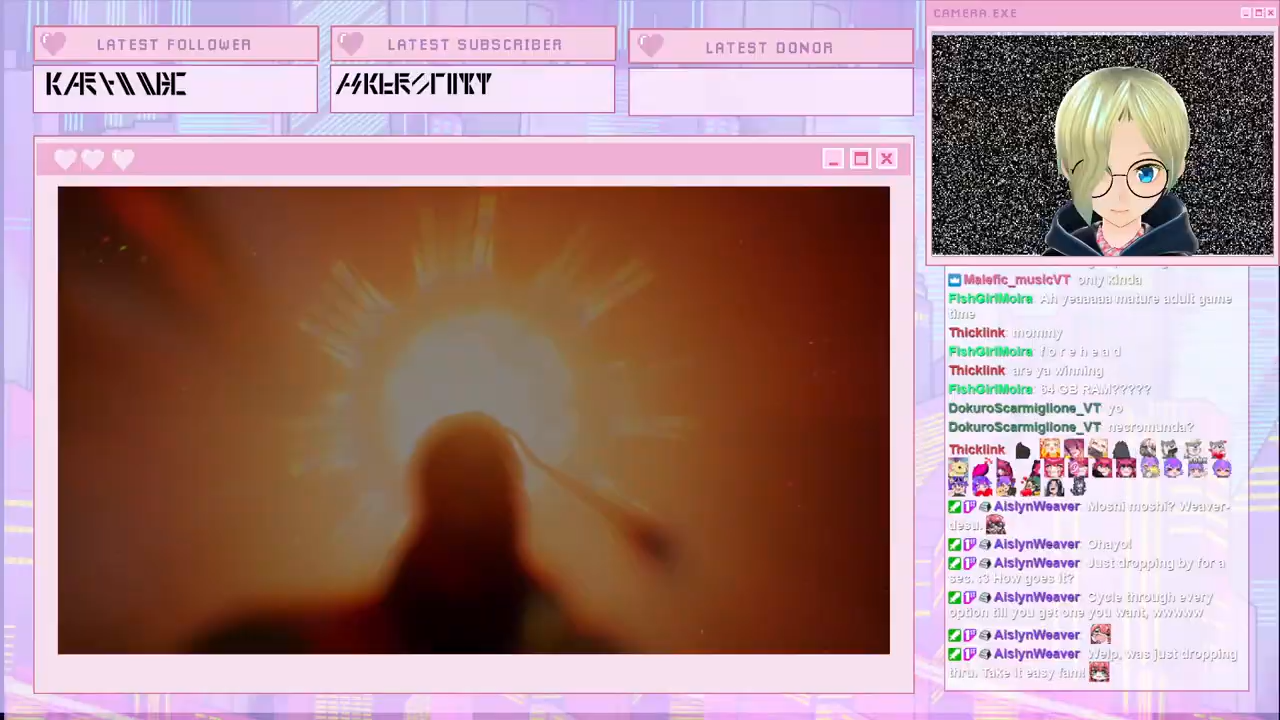 CAMERA.EXE
LATEST FOLLOWER
LATEST SUBSCRIBER
LATEST DONOR
Malefic_musicVT only kinda
FishGirlMoira Ah yeaaaaa mature adult game
time
Thicklink mommy
FishGirlMoira f o r e h e a d
Thicklink are ya winning
FishGirlMoira 64 GB RAM?????
DokuroScarmiglione_VT yo
DokuroScarmiglione_VT necromunda?
Thicklink
AislynWeaver Moshi moshi? Weaver-
desu.
AislynWeaver Ohayo!
AislynWeaver Just dropping by for a
sec. :3 How goes it?
AislynWeaver Cycle through every
option till you get one you want, wwwww
AislynWeaver
AislynWeaver Welp, was just dropping
thru. Take it easy fam!